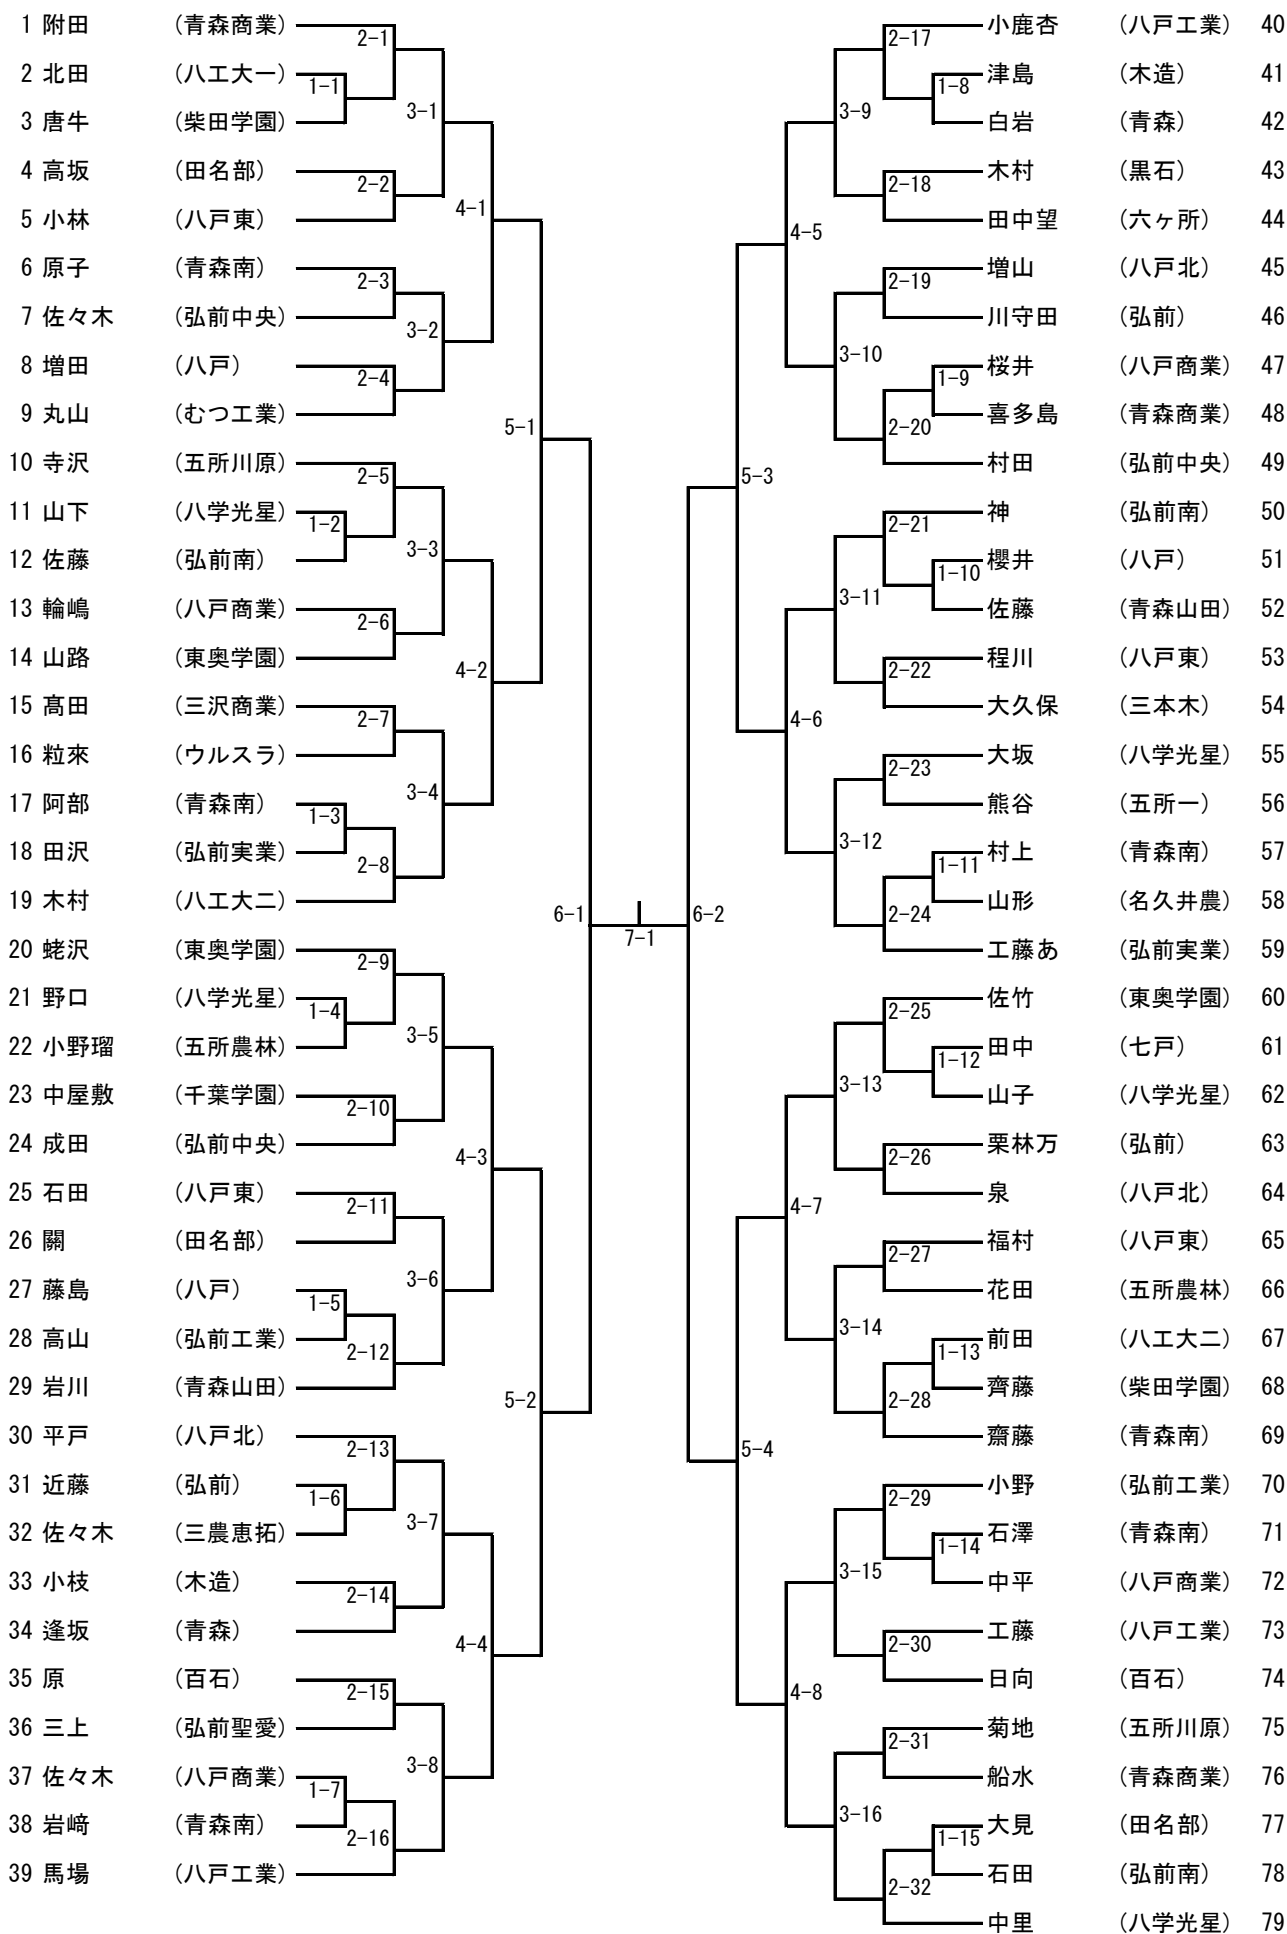 1 附田 (青森商業)
2 北田 (八工大一)
3 唐牛 (柴田学園)
4 高坂 (田名部)
5 小林 (八戸東)
6 原子 (青森南)
7 佐々木 (弘前中央)
8 増田 (八戸)
9 丸山 (むつ工業)
10 寺沢 (五所川原)
11 山下 (八学光星)
12 佐藤 (弘前南)
13 輪嶋 (八戸商業)
14 山路 (東奥学園)
15 髙田 (三沢商業)
16 粒來 (ウルスラ)
17 阿部 (青森南)
18 田沢 (弘前実業)
19 木村 (八工大二)
20 蛯沢 (東奥学園)
21 野口 (八学光星)
22 小野瑠 (五所農林)
23 中屋敷 (千葉学園)
24 成田 (弘前中央)
25 石田 (八戸東)
26 關 (田名部)
27 藤島 (八戸)
28 高山 (弘前工業)
29 岩川 (青森山田)
30 平戸 (八戸北)
31 近藤 (弘前)
32 佐々木 (三農恵拓)
33 小枝 (木造)
34 逢坂 (青森)
35 原 (百石)
36 三上 (弘前聖愛)
37 佐々木 (八戸商業)
38 岩﨑 (青森南)
39 馬場 (八戸工業)
1-1
1-2
1-3
1-4
1-5
1-6
1-7
2-1
2-2
2-3
2-4
2-5
2-6
2-7
2-8
2-9
2-10
2-11
2-12
2-13
2-14
2-15
2-16
3-1
3-2
3-3
3-4
3-5
3-6
3-7
3-8
4-1
4-2
4-3
4-4
5-1
5-2
6-1
7-1
6-2
5-3
5-4
4-5
4-6
4-7
4-8
3-9
3-10
3-11
3-12
3-13
3-14
3-15
3-16
2-17
2-18
2-19
2-20
2-21
2-22
2-23
2-24
2-25
2-26
2-27
2-28
2-29
2-30
2-31
2-32
1-8
1-9
1-10
1-11
1-12
1-13
1-14
1-15
小鹿杏 (八戸工業) 40
津島 (木造) 41
白岩 (青森) 42
木村 (黒石) 43
田中望 (六ヶ所) 44
増山 (八戸北) 45
川守田 (弘前) 46
桜井 (八戸商業) 47
喜多島 (青森商業) 48
村田 (弘前中央) 49
神 (弘前南) 50
櫻井 (八戸) 51
佐藤 (青森山田) 52
程川 (八戸東) 53
大久保 (三本木) 54
大坂 (八学光星) 55
熊谷 (五所一) 56
村上 (青森南) 57
山形 (名久井農) 58
工藤あ (弘前実業) 59
佐竹 (東奥学園) 60
田中 (七戸) 61
山子 (八学光星) 62
栗林万 (弘前) 63
泉 (八戸北) 64
福村 (八戸東) 65
花田 (五所農林) 66
前田 (八工大二) 67
齊藤 (柴田学園) 68
齋藤 (青森南) 69
小野 (弘前工業) 70
石澤 (青森南) 71
中平 (八戸商業) 72
工藤 (八戸工業) 73
日向 (百石) 74
菊地 (五所川原) 75
船水 (青森商業) 76
大見 (田名部) 77
石田 (弘前南) 78
中里 (八学光星) 79